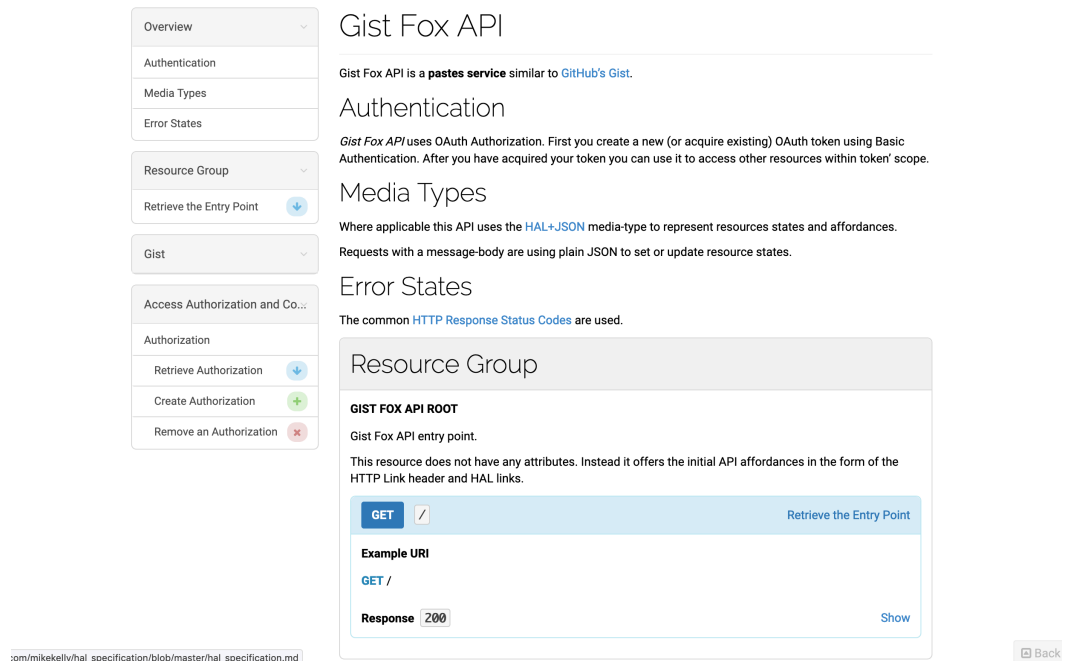 Overview
Authentication
Media Types
Error States
Resource Group
Retrieve the Entry Point
Gist
Access Authorization and Co...
Authorization
Retrieve Authorization
Create Authorization
Remove an Authorization
Gist Fox API
Gist Fox API is a pastes service similar to GitHub's Gist.
Authentication
Gist Fox API uses OAuth Authorization. First you create a new (or acquire existing) OAuth token using Basic
Authentication. After you have acquired your token you can use it to access other resources within token' scope.
Media Types
Where applicable this API uses the HAL+JSON media-type to represent resources states and affordances.
Requests with a message-body are using plain JSON to set or update resource states.
Error States
The common HTTP Response Status Codes are used.
Resource Group
GIST FOX API ROOT
Gist Fox API entry point.
This resource does not have any attributes. Instead it offers the initial API affordances in the form of the
HTTP Link header and HAL links.
GET / Retrieve the Entry Point
Example URI
GET /
Response 200 Show
com/mikekelly/hal_specification/blob/master/hal_specification.md
Back